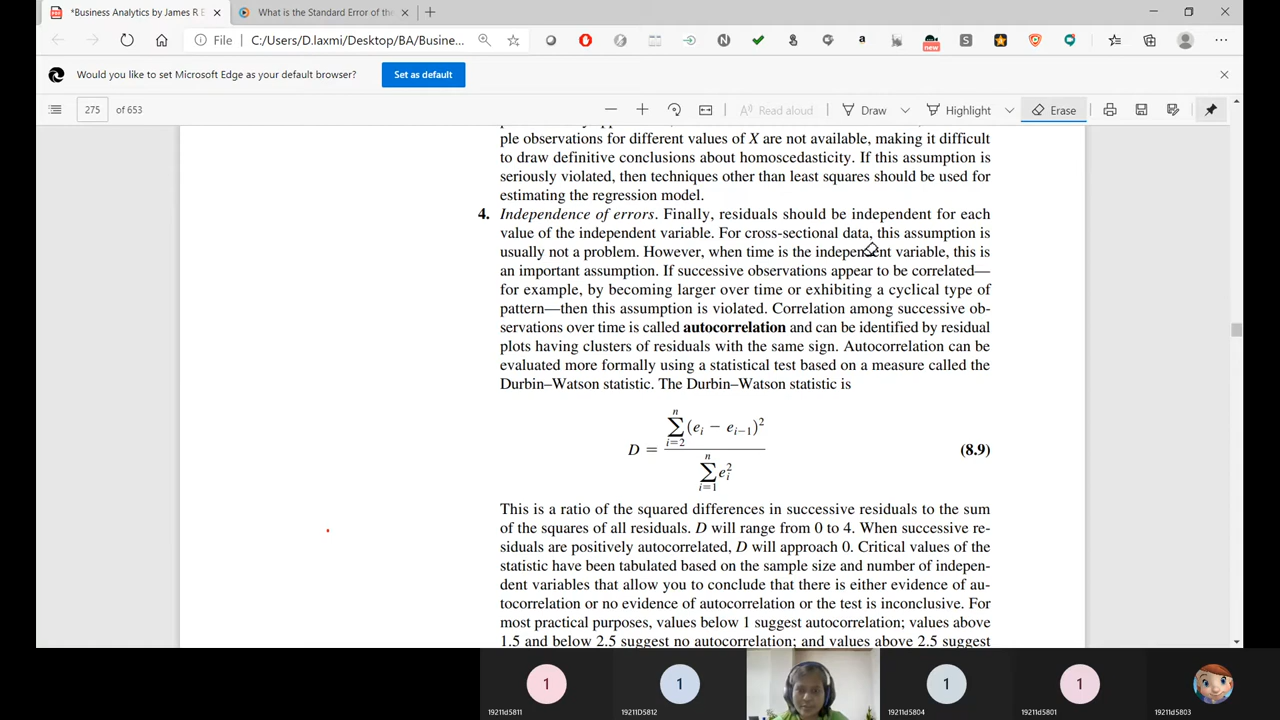 *Business Analytics by James R E
What is the Standard Error of the
File
C:/Users/D.laxmi/Desktop/BA/Busine...
new
Would you like to set Microsoft Edge as your default browser?
Set as default
275 of 653
Read aloud
Draw
Highlight
Erase
ple observations for different values of X are not available, making it difficult
to draw definitive conclusions about homoscedasticity. If this assumption is
seriously violated, then techniques other than least squares should be used for
estimating the regression model.
4. Independence of errors. Finally, residuals should be independent for each
value of the independent variable. For cross-sectional data, this assumption is
usually not a problem. However, when time is the independent variable, this is
an important assumption. If successive observations appear to be correlated—
for example, by becoming larger over time or exhibiting a cyclical type of
pattern—then this assumption is violated. Correlation among successive ob-
servations over time is called autocorrelation and can be identified by residual
plots having clusters of residuals with the same sign. Autocorrelation can be
evaluated more formally using a statistical test based on a measure called the
Durbin–Watson statistic. The Durbin–Watson statistic is
D = \frac{\sum_{i=2}^{n} (e_i - e_{i-1})^2}{\sum_{i=1}^{n} e_i^2} (8.9)
This is a ratio of the squared differences in successive residuals to the sum
of the squares of all residuals. D will range from 0 to 4. When successive re-
siduals are positively autocorrelated, D will approach 0. Critical values of the
statistic have been tabulated based on the sample size and number of indepen-
dent variables that allow you to conclude that there is either evidence of au-
tocorrelation or no evidence of autocorrelation or the test is inconclusive. For
most practical purposes, values below 1 suggest autocorrelation; values above
1.5 and below 2.5 suggest no autocorrelation; and values above 2.5 suggest
1 1 1 1
19211d5811 19211D5812 19211d5804 19211d5801 19211d5803